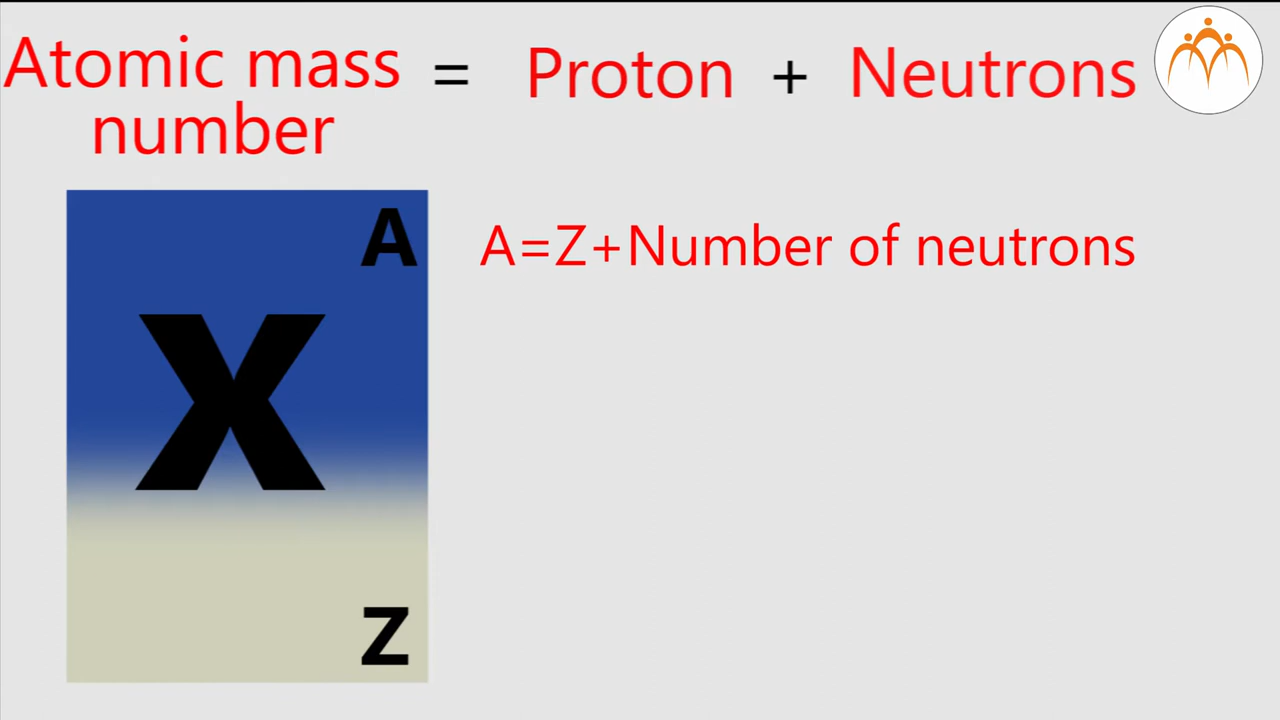 Atomic mass = Proton + Neutrons
number
A
A=Z+Number of neutrons
X
Z